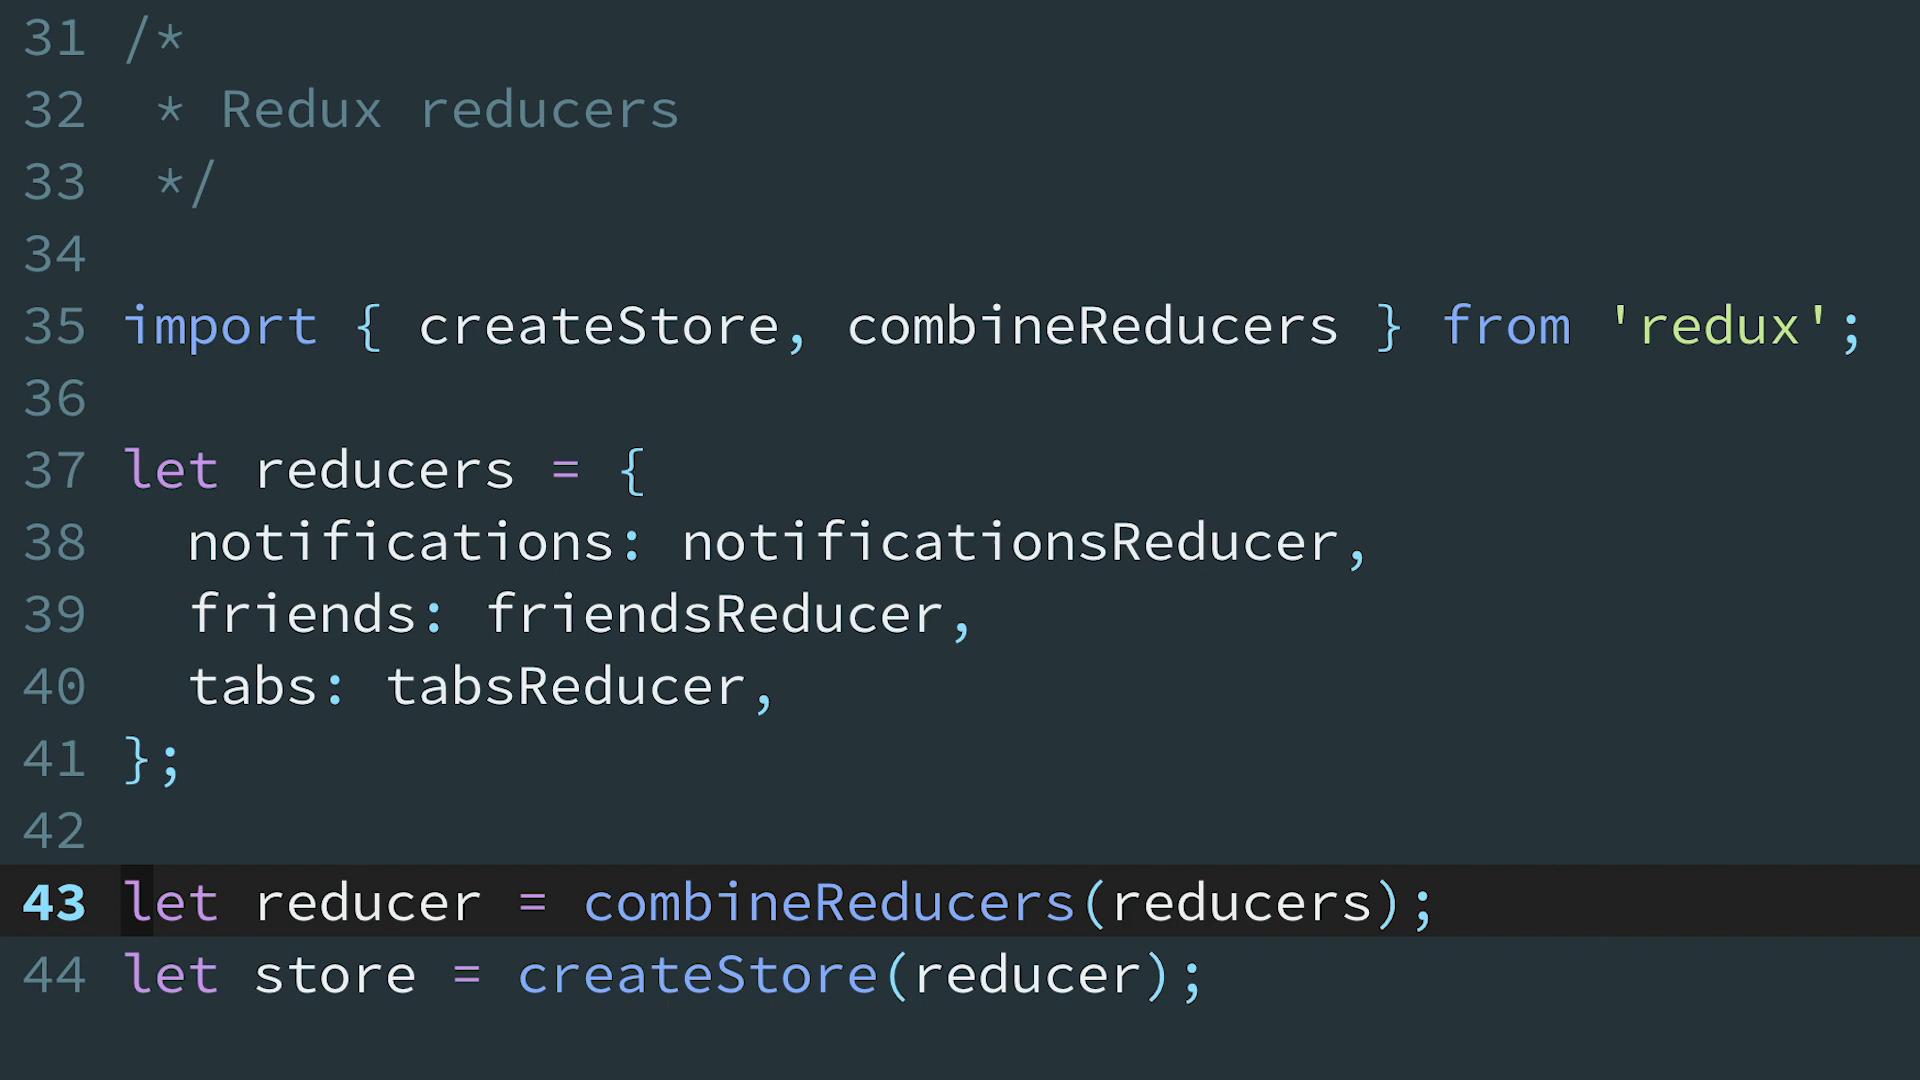 31 /*
32  * Redux reducers
33  */
34
35 import { createStore, combineReducers } from 'redux';
36
37 let reducers = {
38   notifications: notificationsReducer,
39   friends: friendsReducer,
40   tabs: tabsReducer,
41 };
42
43 let reducer = combineReducers(reducers);
44 let store = createStore(reducer);